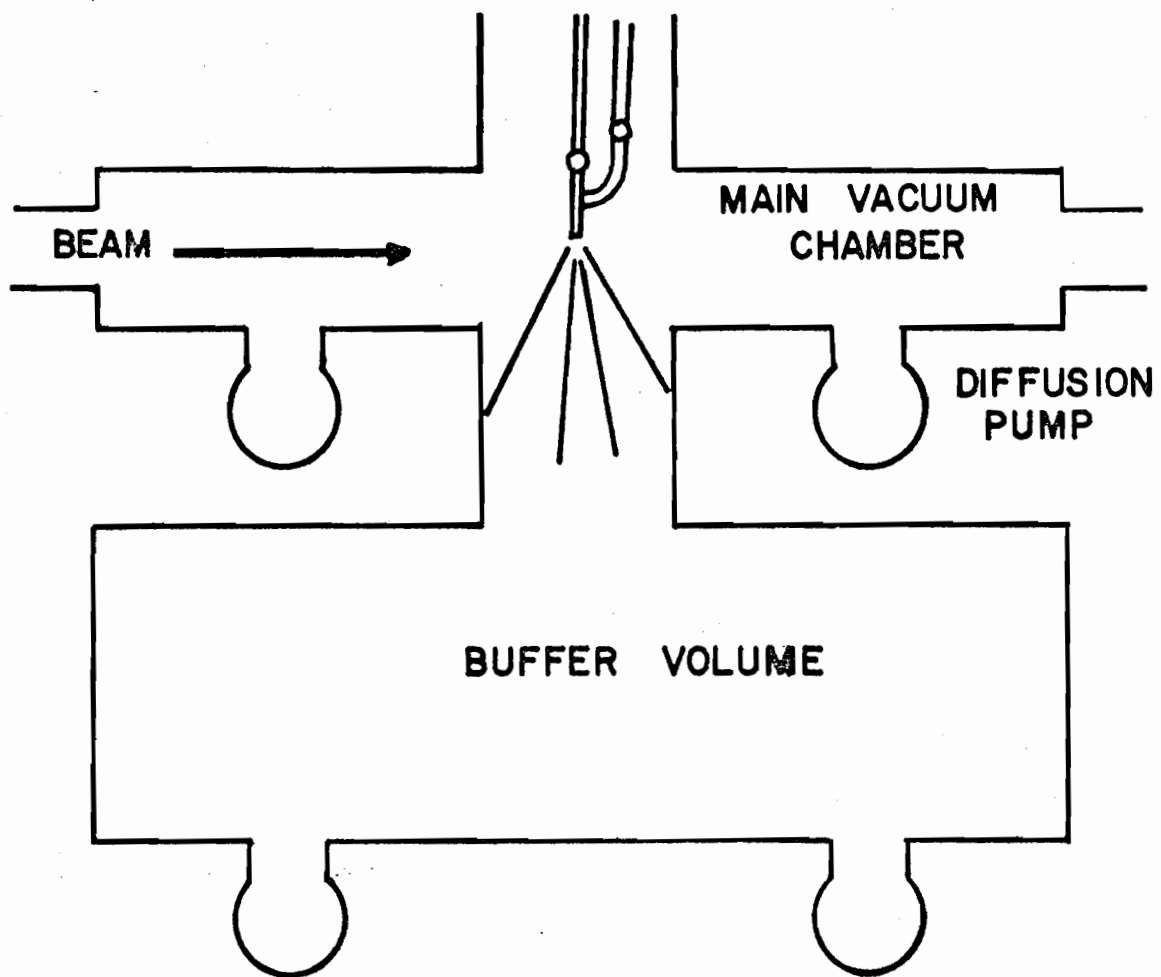 MAIN VACUUM
CHAMBER
BEAM
DIFFUSION
PUMP
BUFFER VOLUME